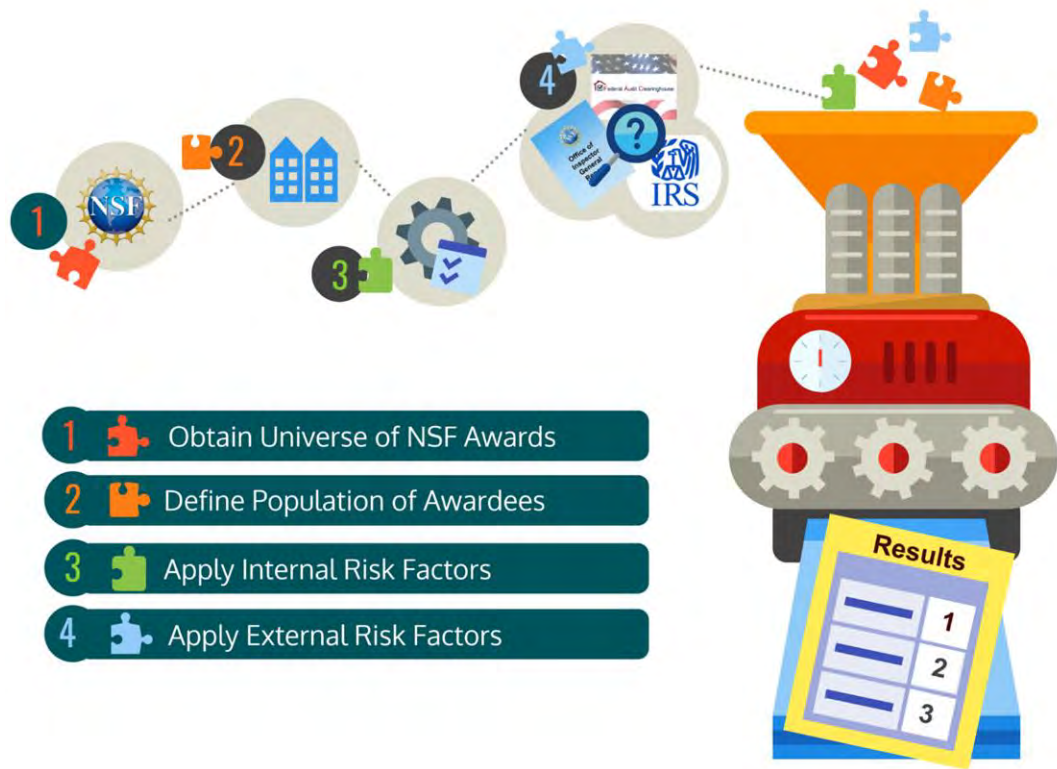 1
NSF
2
3
4
Federal Audit Clearinghouse
Office of
Inspector
General
?
IRS
1 Obtain Universe of NSF Awards
2 Define Population of Awardees
3 Apply Internal Risk Factors
4 Apply External Risk Factors
Results
1
2
3